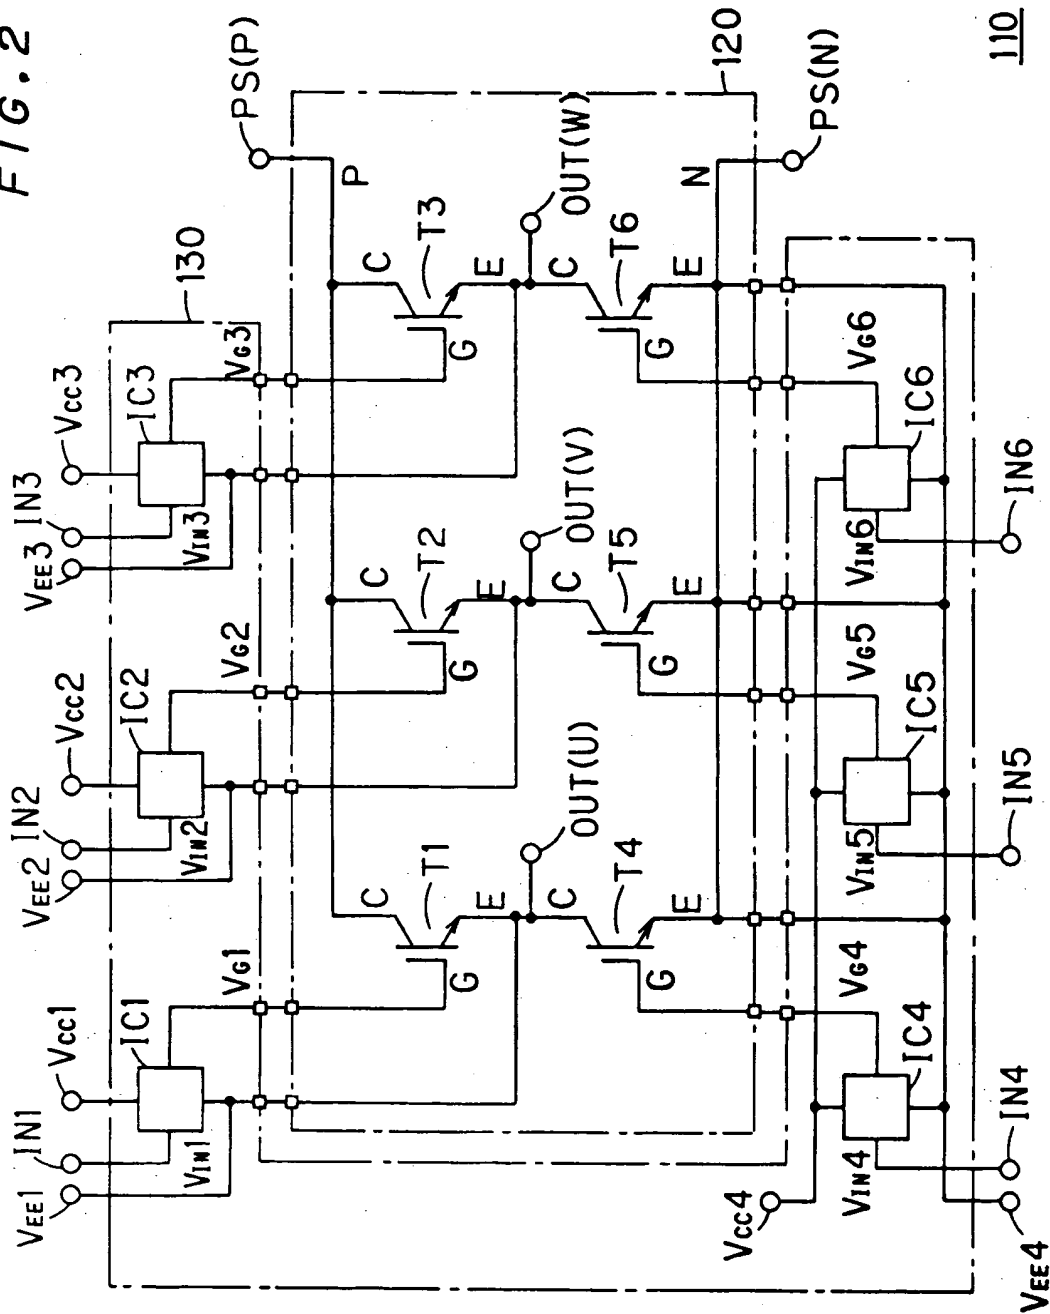 FIG.2
110
VEE1
IN1
VCC1
VEE2
IN2
VCC2
VEE3
IN3
VCC3
130
PS(P)
IC1
VIN1
VG1
IC2
VIN2
VG2
IC3
VIN3
VG3
P
C
T1
G
E
C
T2
G
E
C
T3
G
E
OUT(U)
OUT(V)
OUT(W)
C
T4
G
E
C
T5
G
E
C
T6
G
E
N
120
PS(N)
VCC4
VIN4
VG4
IC4
VIN5
VG5
IC5
VIN6
VG6
IC6
VEE4
IN4
IN5
IN6